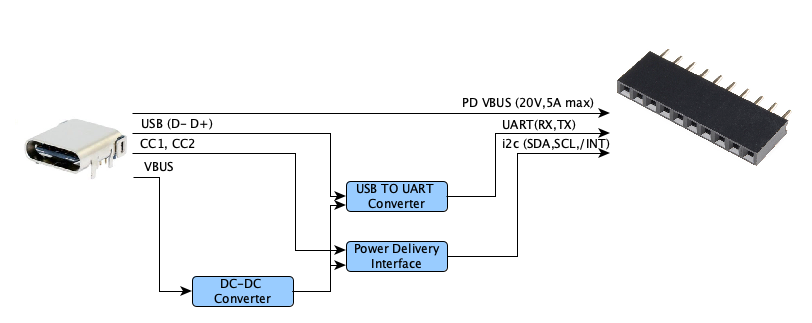 PD VBUS (20V,5A max)
USB (D- D+)
UART(RX,TX)
CC1, CC2
i2c (SDA,SCL,/INT)
VBUS
USB TO UART
Converter
Power Delivery
Interface
DC-DC
Converter